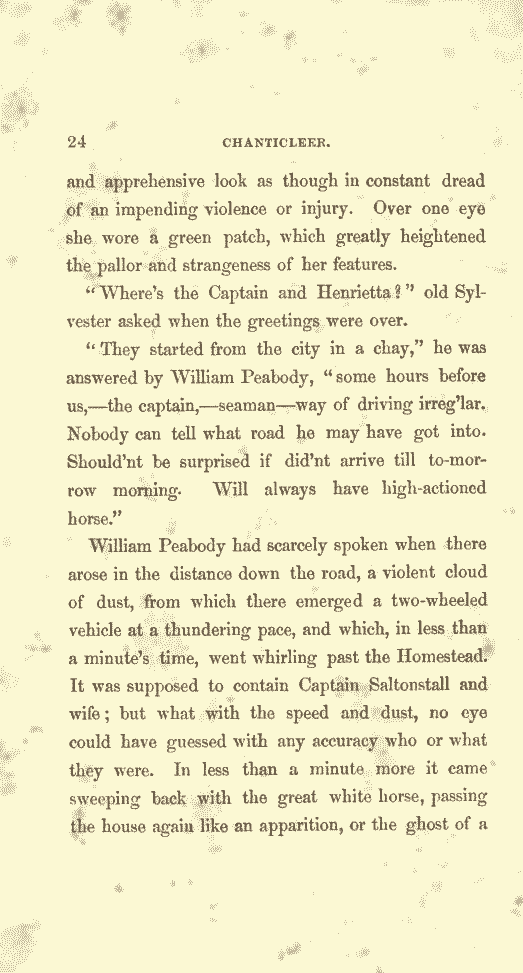 24 CHANTICLEER.
and apprehensive look as though in constant dread
of an impending violence or injury. Over one eye
she wore a green patch, which greatly heightened
the pallor and strangeness of her features.
“Where's the Captain and Henrietta?” old Syl-
vester asked when the greetings were over.
“They started from the city in a chay,” he was
answered by William Peabody, “some hours before
us,—the captain,—seaman—way of driving irreg'lar.
Nobody can tell what road he may have got into.
Should'nt be surprised if did'nt arrive till to-mor-
row morning. Will always have high-actioned
horse.”
William Peabody had scarcely spoken when there
arose in the distance down the road, a violent cloud
of dust, from which there emerged a two-wheeled
vehicle at a thundering pace, and which, in less than
a minute's time, went whirling past the Homestead.
It was supposed to contain Captain Saltonstall and
wife; but what with the speed and dust, no eye
could have guessed with any accuracy who or what
they were. In less than a minute more it came
sweeping back with the great white horse, passing
the house again like an apparition, or the ghost of a